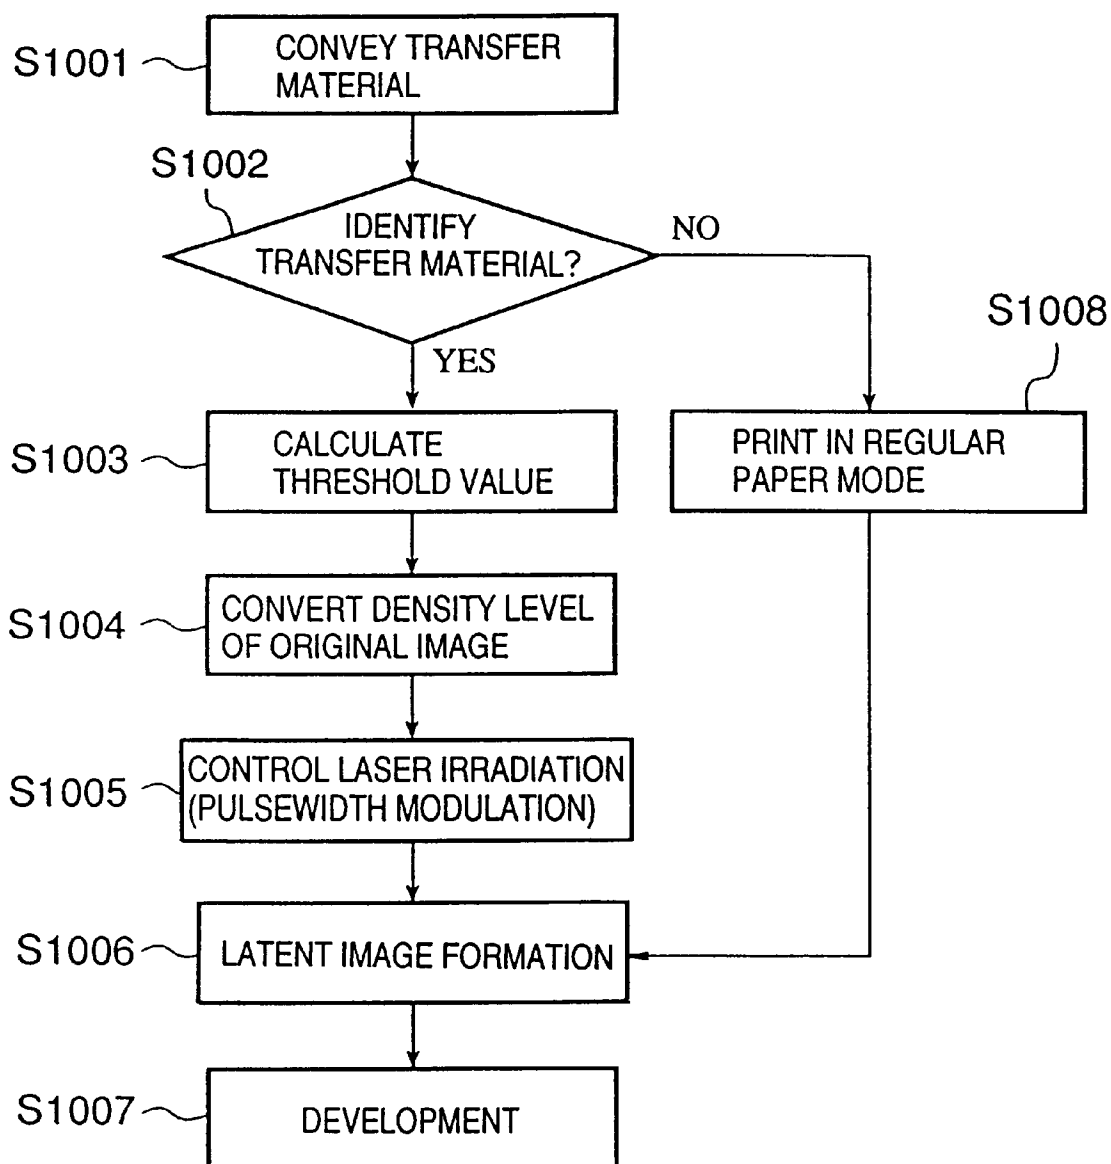 S1001
CONVEY TRANSFER
MATERIAL
S1002
IDENTIFY
TRANSFER MATERIAL?
NO
YES
S1008
S1003
CALCULATE
THRESHOLD VALUE
PRINT IN REGULAR
PAPER MODE
S1004
CONVERT DENSITY LEVEL
OF ORIGINAL IMAGE
S1005
CONTROL LASER IRRADIATION
(PULSEWIDTH MODULATION)
S1006
LATENT IMAGE FORMATION
S1007
DEVELOPMENT